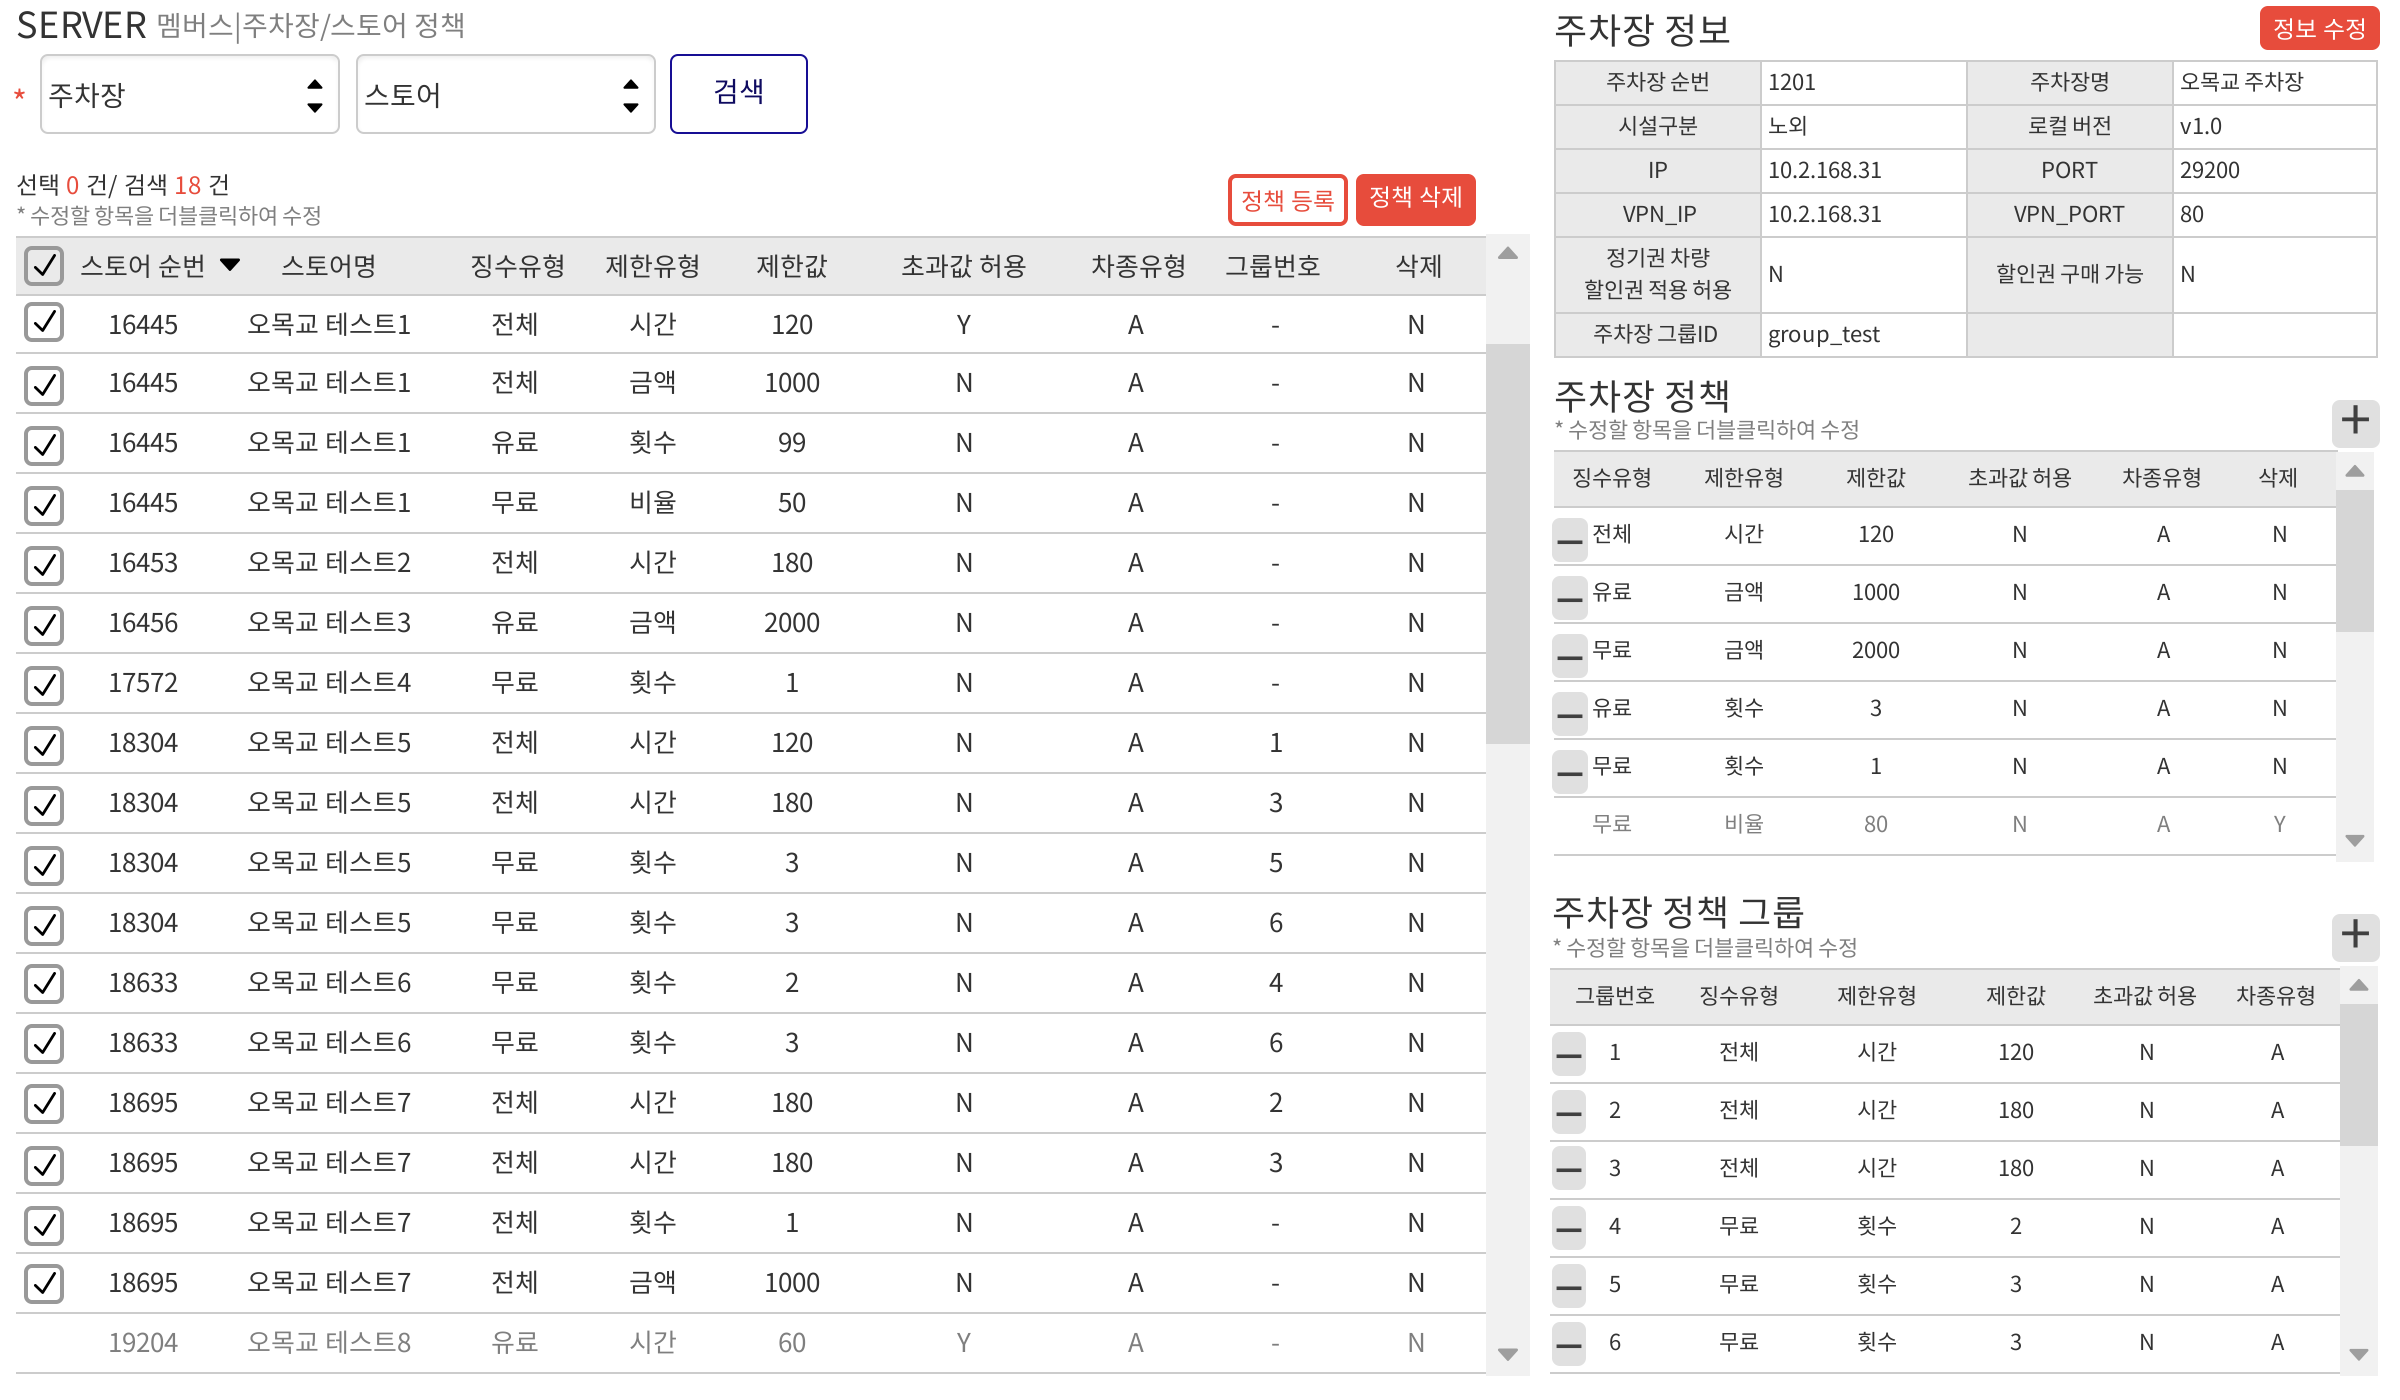 SERVER 멤버스|주차장/스토어 정책
* 주차장 스토어 검색
선택 0 건/ 검색 18 건
* 수정할 항목을 더블클릭하여 수정
정책 등록 정책 삭제
스토어 순번 스토어명 징수유형 제한유형 제한값 초과값 허용 차종유형 그룹번호 삭제
16445 오목교 테스트1 전체 시간 120 Y A - N
16445 오목교 테스트1 전체 금액 1000 N A - N
16445 오목교 테스트1 유료 횟수 99 N A - N
16445 오목교 테스트1 무료 비율 50 N A - N
16453 오목교 테스트2 전체 시간 180 N A - N
16456 오목교 테스트3 유료 금액 2000 N A - N
17572 오목교 테스트4 무료 횟수 1 N A - N
18304 오목교 테스트5 전체 시간 120 N A 1 N
18304 오목교 테스트5 전체 시간 180 N A 3 N
18304 오목교 테스트5 무료 횟수 3 N A 5 N
18304 오목교 테스트5 무료 횟수 3 N A 6 N
18633 오목교 테스트6 무료 횟수 2 N A 4 N
18633 오목교 테스트6 무료 횟수 3 N A 6 N
18695 오목교 테스트7 전체 시간 180 N A 2 N
18695 오목교 테스트7 전체 시간 180 N A 3 N
18695 오목교 테스트7 전체 횟수 1 N A - N
18695 오목교 테스트7 전체 금액 1000 N A - N
19204 오목교 테스트8 유료 시간 60 Y A - N
주차장 정보 정보 수정
주차장 순번 1201 주차장명 오목교 주차장
시설구분 노외 로컬 버전 v1.0
IP 10.2.168.31 PORT 29200
VPN_IP 10.2.168.31 VPN_PORT 80
정기권 차량
할인권 적용 허용 N 할인권 구매 가능 N
주차장 그룹ID group_test
주차장 정책
* 수정할 항목을 더블클릭하여 수정
징수유형 제한유형 제한값 초과값 허용 차종유형 삭제
전체 시간 120 N A N
유료 금액 1000 N A N
무료 금액 2000 N A N
유료 횟수 3 N A N
무료 횟수 1 N A N
무료 비율 80 N A Y
주차장 정책 그룹
* 수정할 항목을 더블클릭하여 수정
그룹번호 징수유형 제한유형 제한값 초과값 허용 차종유형
1 전체 시간 120 N A
2 전체 시간 180 N A
3 전체 시간 180 N A
4 무료 횟수 2 N A
5 무료 횟수 3 N A
6 무료 횟수 3 N A